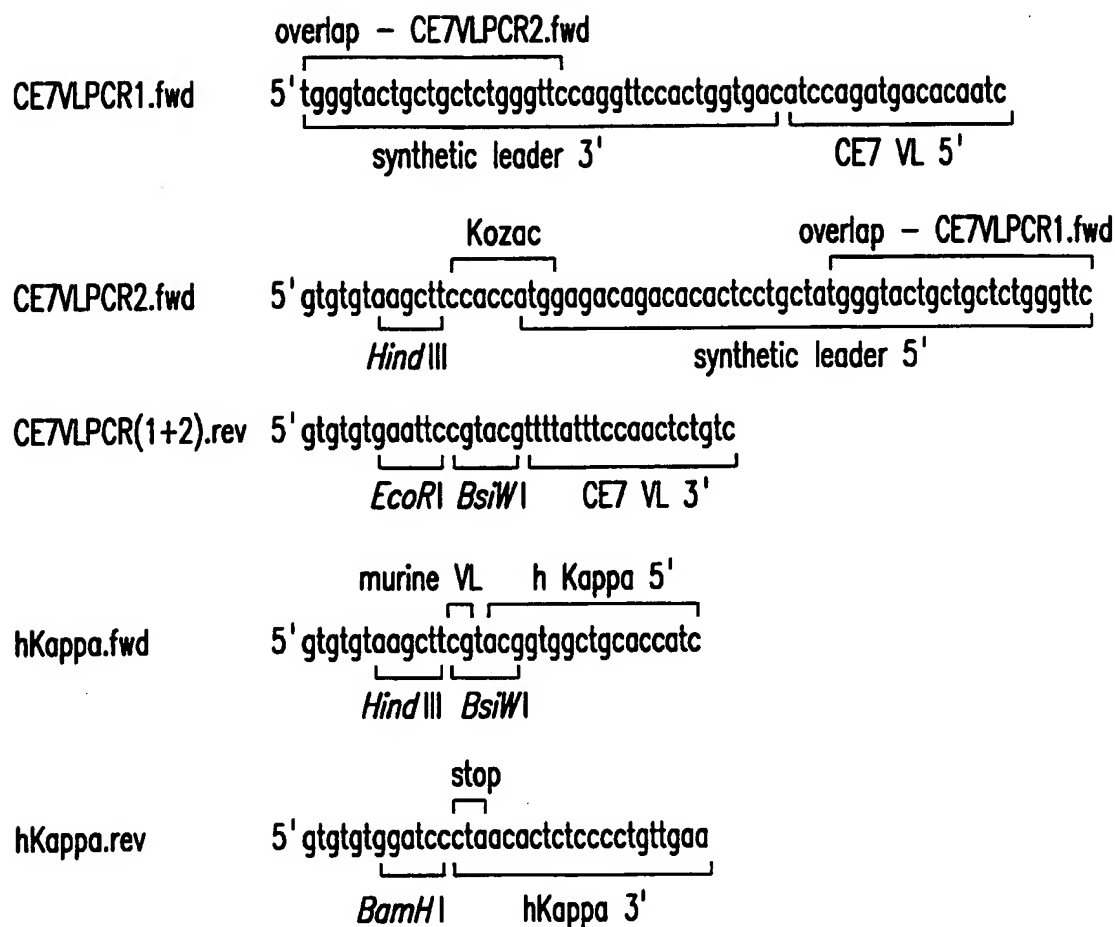 overlap – CE7VLPCR2.fwd
CE7VLPCR1.fwd 5'tgggtactgctgctctgggttccaggttccactggtgacatccagatgacacaatc
synthetic leader 3' CE7 VL 5'
Kozac overlap – CE7VLPCR1.fwd
CE7VLPCR2.fwd 5'gtgtgtaagcttccaccatggagacagacacactcctgctatgggtactgctgctctgggttc
HindIII synthetic leader 5'
CE7VLPCR(1+2).rev 5'gtgtgtgaattccgtacgttttatttccaactctgtc
EcoRI BsiWI CE7 VL 3'
murine VL h Kappa 5'
hKappa.fwd 5'gtgtgtaagcttcgtacggtggctgcaccatc
HindIII BsiWI
stop
hKappa.rev 5'gtgtgtggatccctaacactctcccctgttgaa
BamHI hKappa 3'